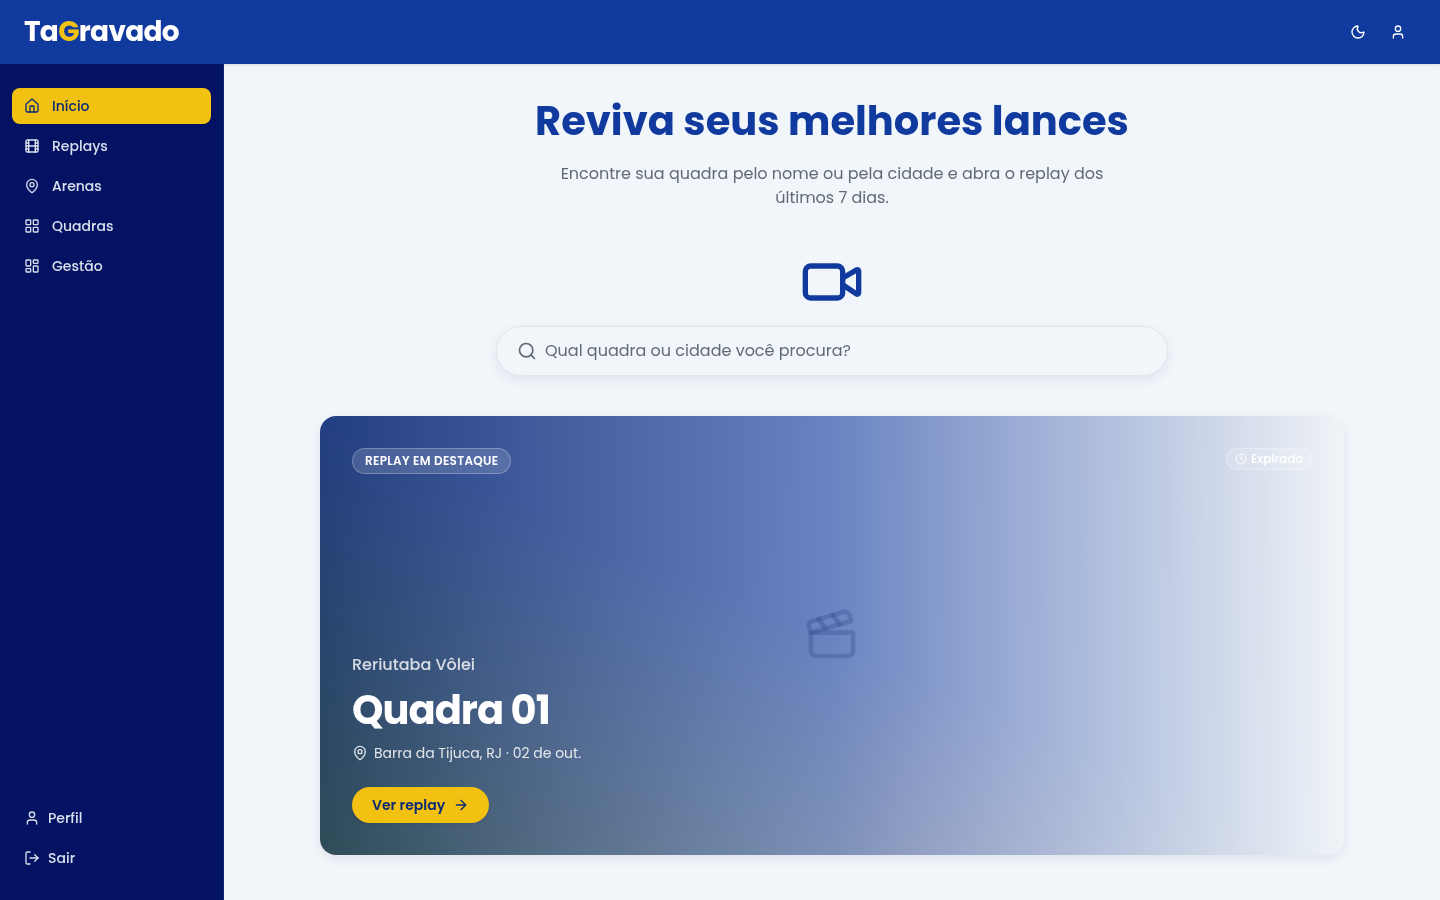 TaGravado
Início
Replays
Arenas
Quadras
Gestão
Perfil
Sair
Reviva seus melhores lances
Encontre sua quadra pelo nome ou pela cidade e abra o replay dos
últimos 7 dias.
Qual quadra ou cidade você procura?
REPLAY EM DESTAQUE
Expirado
Reriutaba Vôlei
Quadra 01
Barra da Tijuca, RJ · 02 de out.
Ver replay